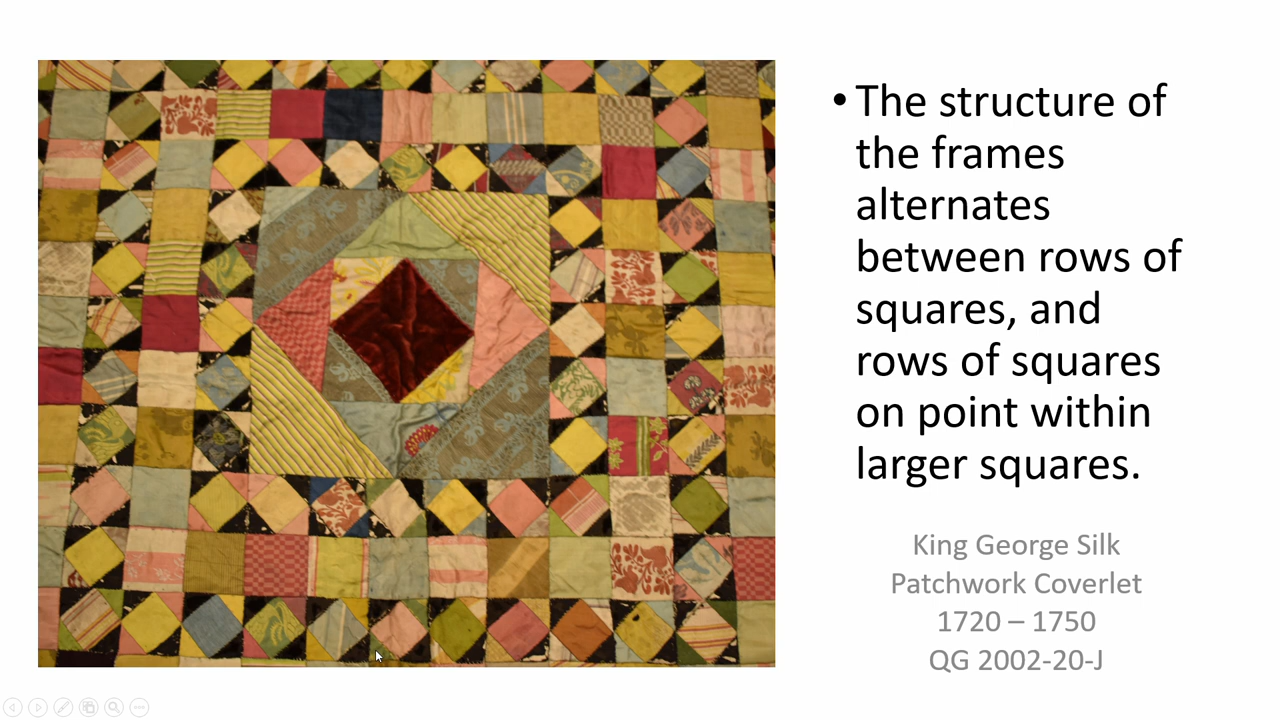 • The structure of
the frames
alternates
between rows of
squares, and
rows of squares
on point within
larger squares.
King George Silk
Patchwork Coverlet
1720 – 1750
QG 2002-20-J